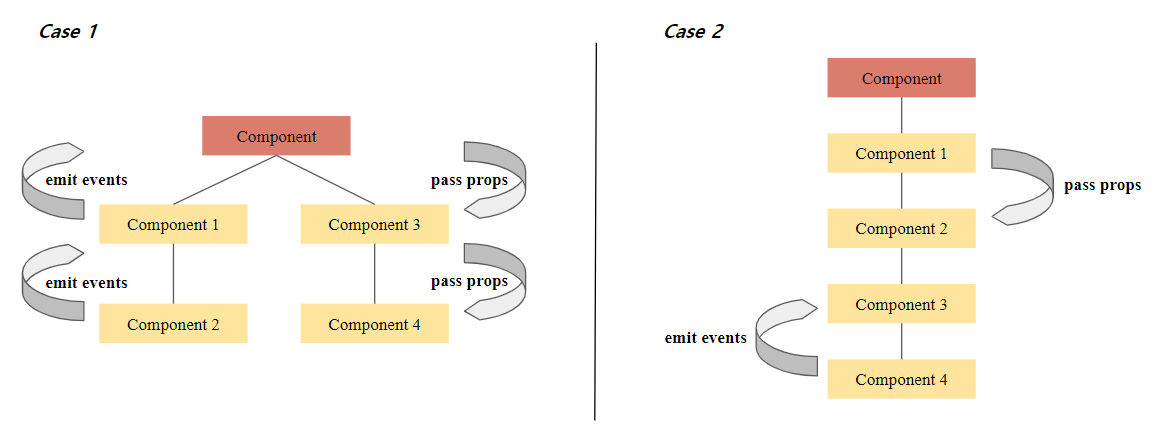 Case 1
Component
emit events
pass props
Component 1
Component 3
emit events
pass props
Component 2
Component 4
Case 2
Component
Component 1
pass props
Component 2
Component 3
emit events
Component 4